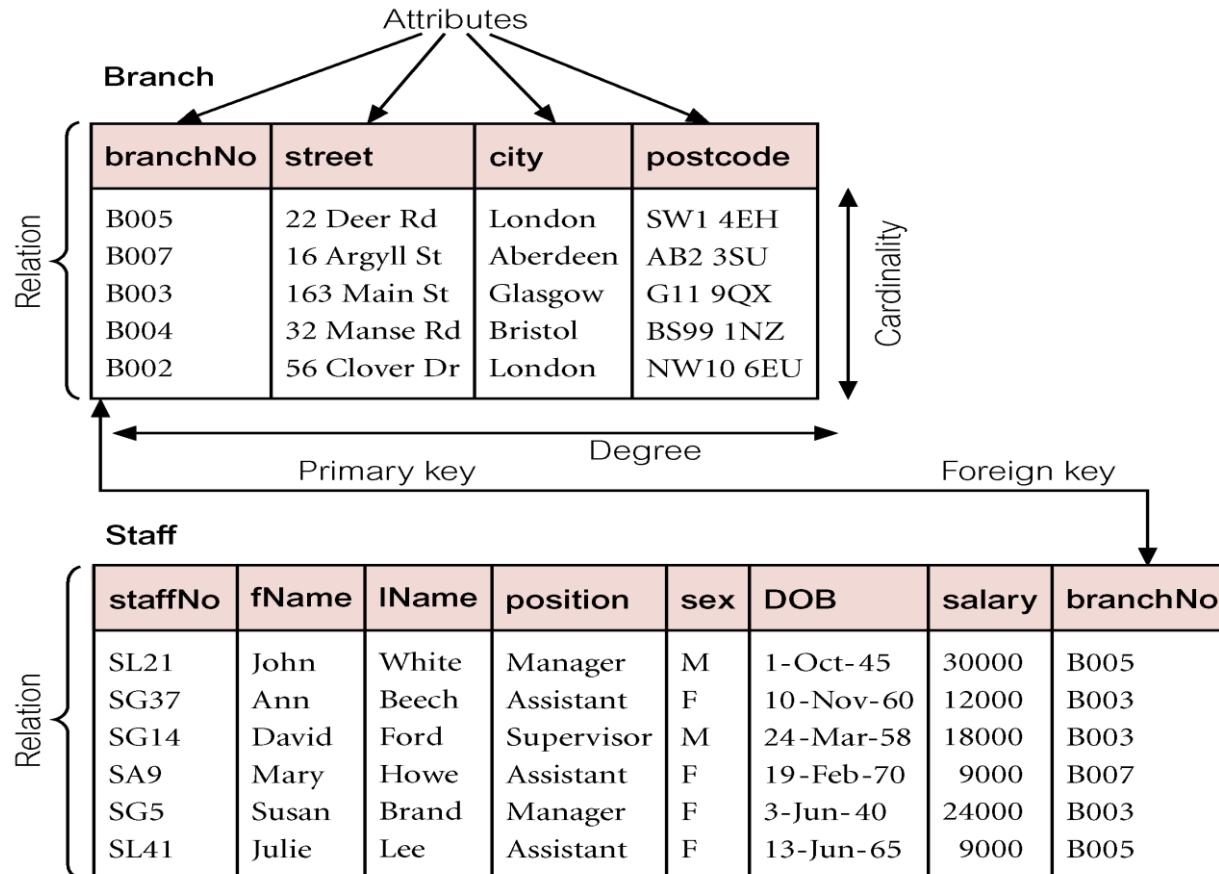 Attributes
Branch
Relation
branchNo street city postcode
B005 22 Deer Rd London SW1 4EH
B007 16 Argyll St Aberdeen AB2 3SU
B003 163 Main St Glasgow G11 9QX
B004 32 Manse Rd Bristol BS99 1NZ
B002 56 Clover Dr London NW10 6EU
Cardinality
Degree
Primary key Foreign key
Staff
Relation
staffNo fName lName position sex DOB salary branchNo
SL21 John White Manager M 1-Oct-45 30000 B005
SG37 Ann Beech Assistant F 10-Nov-60 12000 B003
SG14 David Ford Supervisor M 24-Mar-58 18000 B003
SA9 Mary Howe Assistant F 19-Feb-70 9000 B007
SG5 Susan Brand Manager F 3-Jun-40 24000 B003
SL41 Julie Lee Assistant F 13-Jun-65 9000 B005